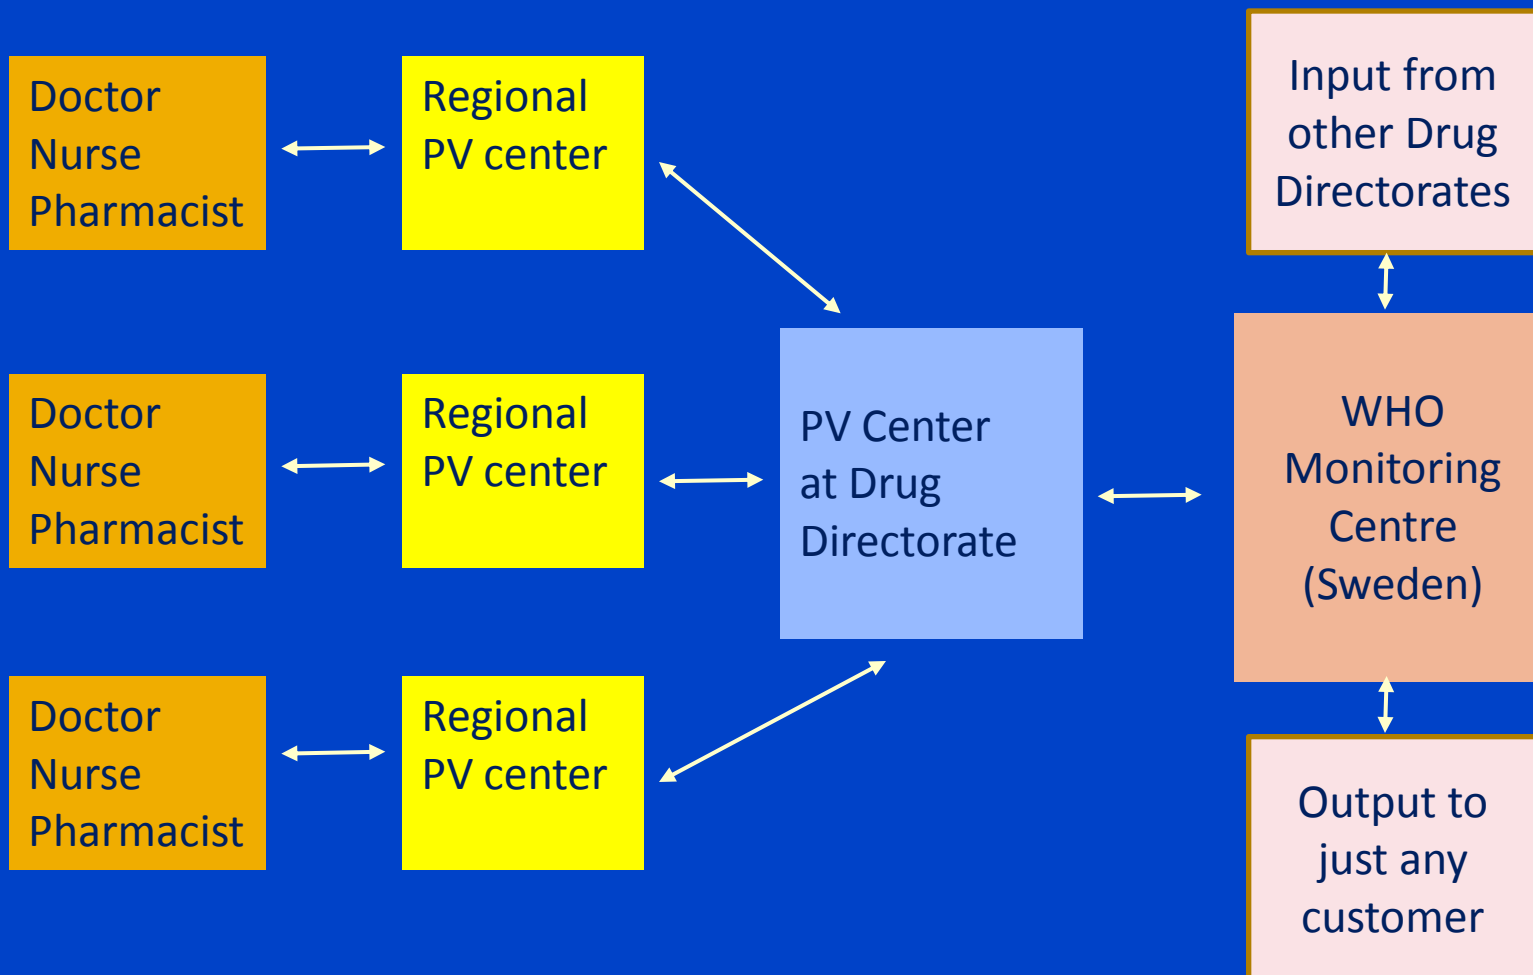 Doctor
Nurse
Pharmacist
Regional
PV center
Doctor
Nurse
Pharmacist
Regional
PV center
Doctor
Nurse
Pharmacist
Regional
PV center
PV Center
at Drug
Directorate
Input from
other Drug
Directorates
WHO
Monitoring
Centre
(Sweden)
Output to
just any
customer